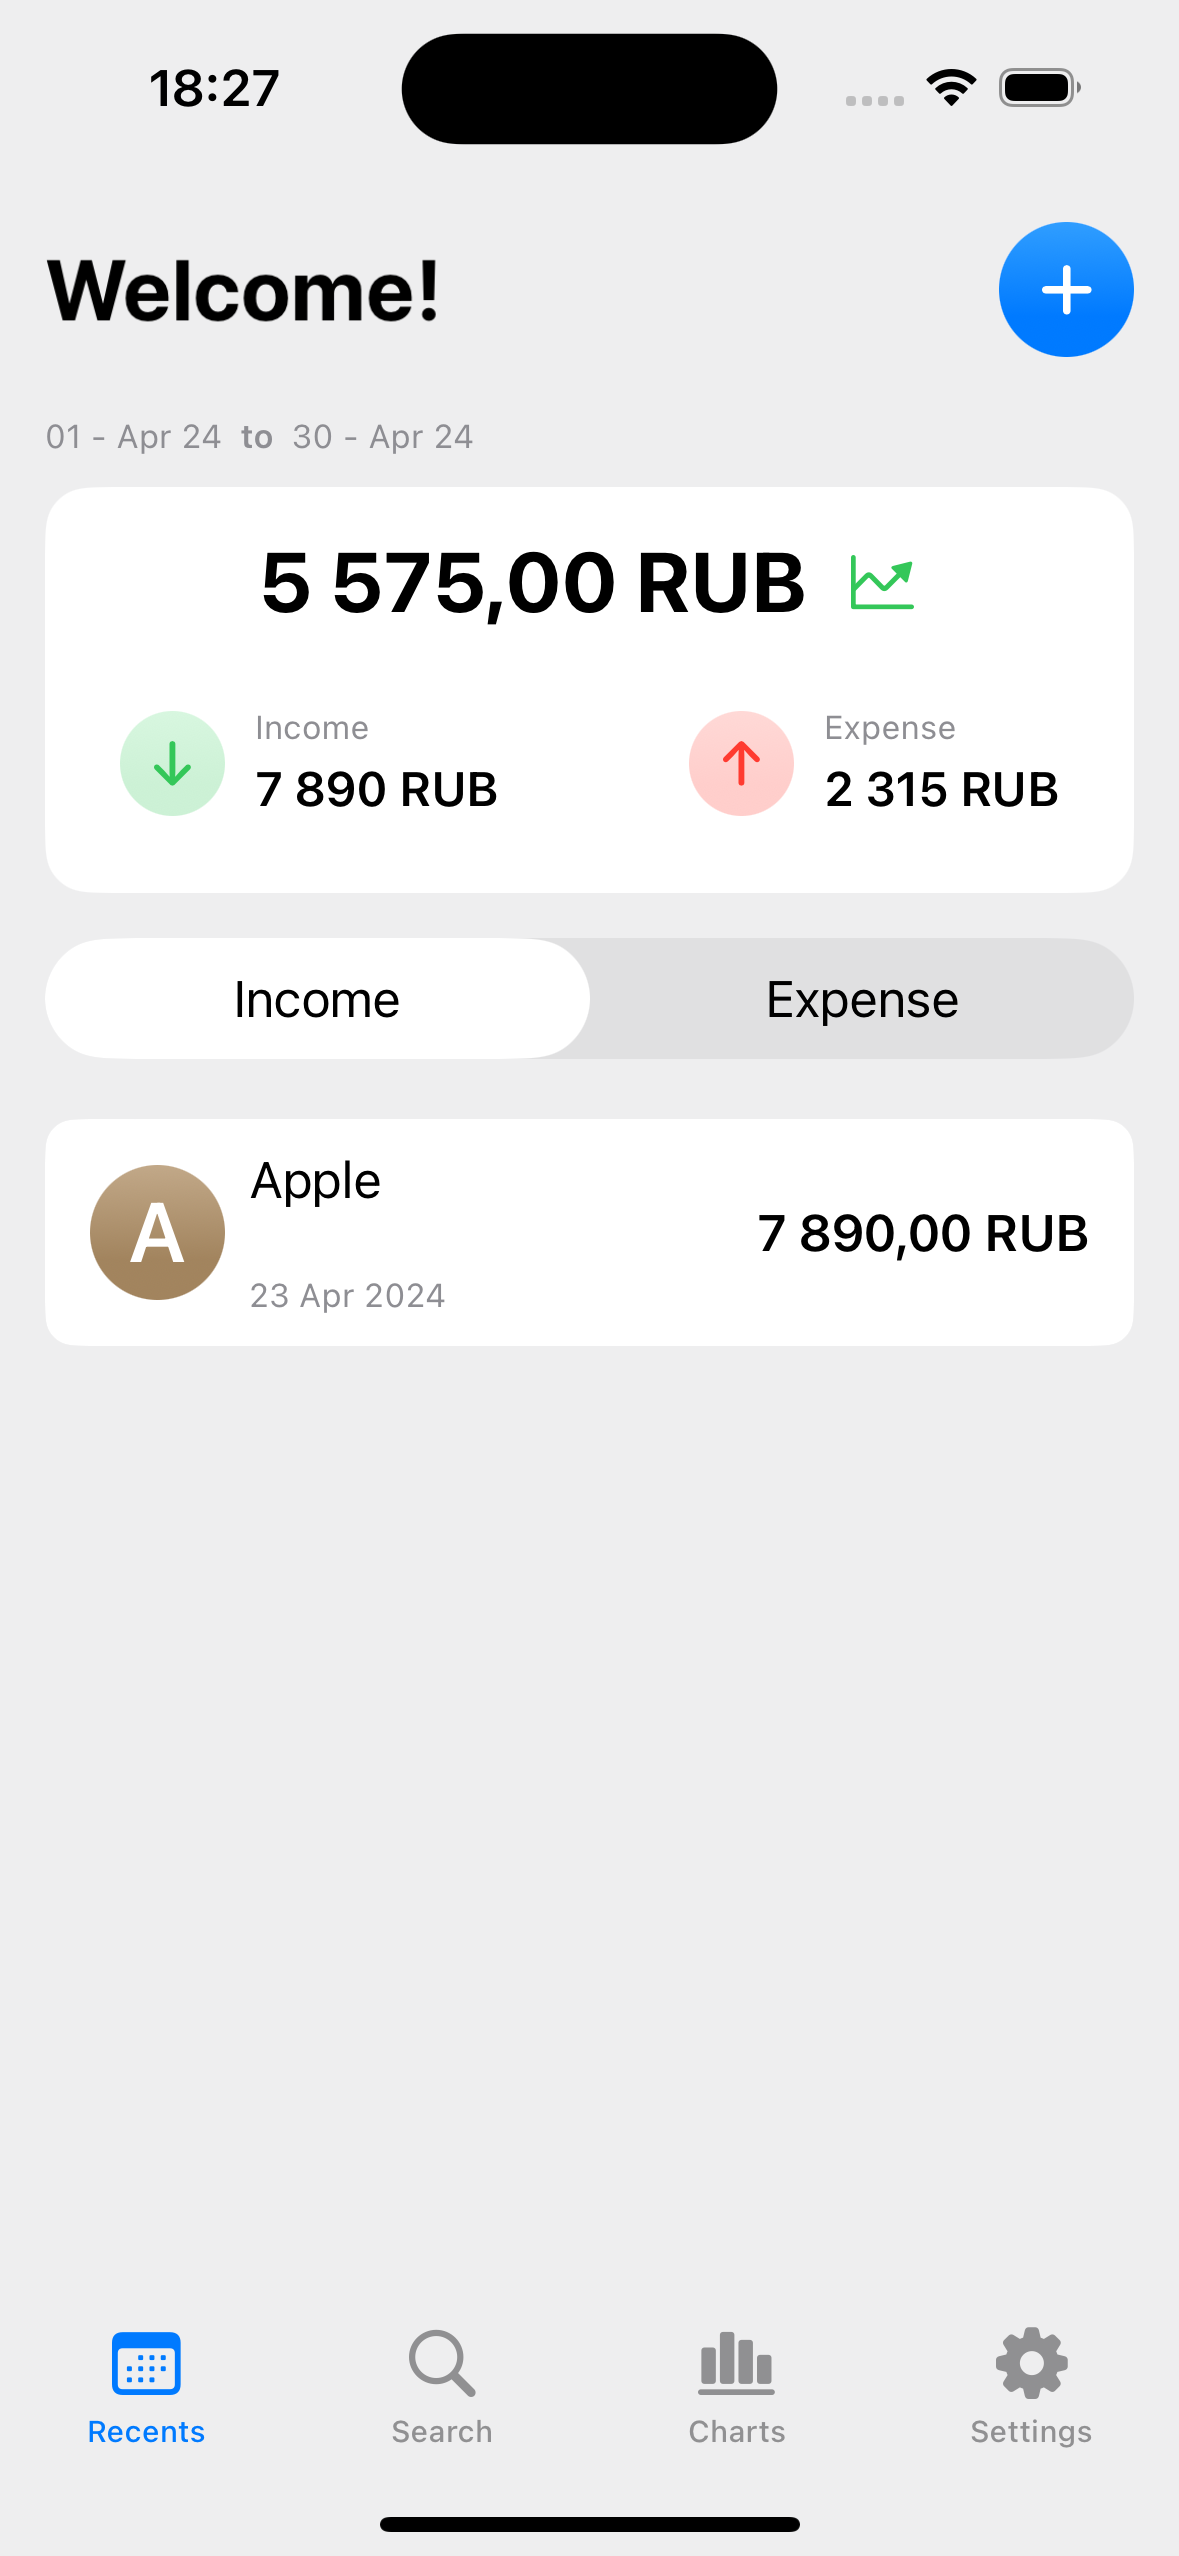 18:27
Welcome!
01 - Apr 24 to 30 - Apr 24
5 575,00 RUB
Income
7 890 RUB
Expense
2 315 RUB
Income
Expense
A
Apple
7 890,00 RUB
23 Apr 2024
Recents
Search
Charts
Settings